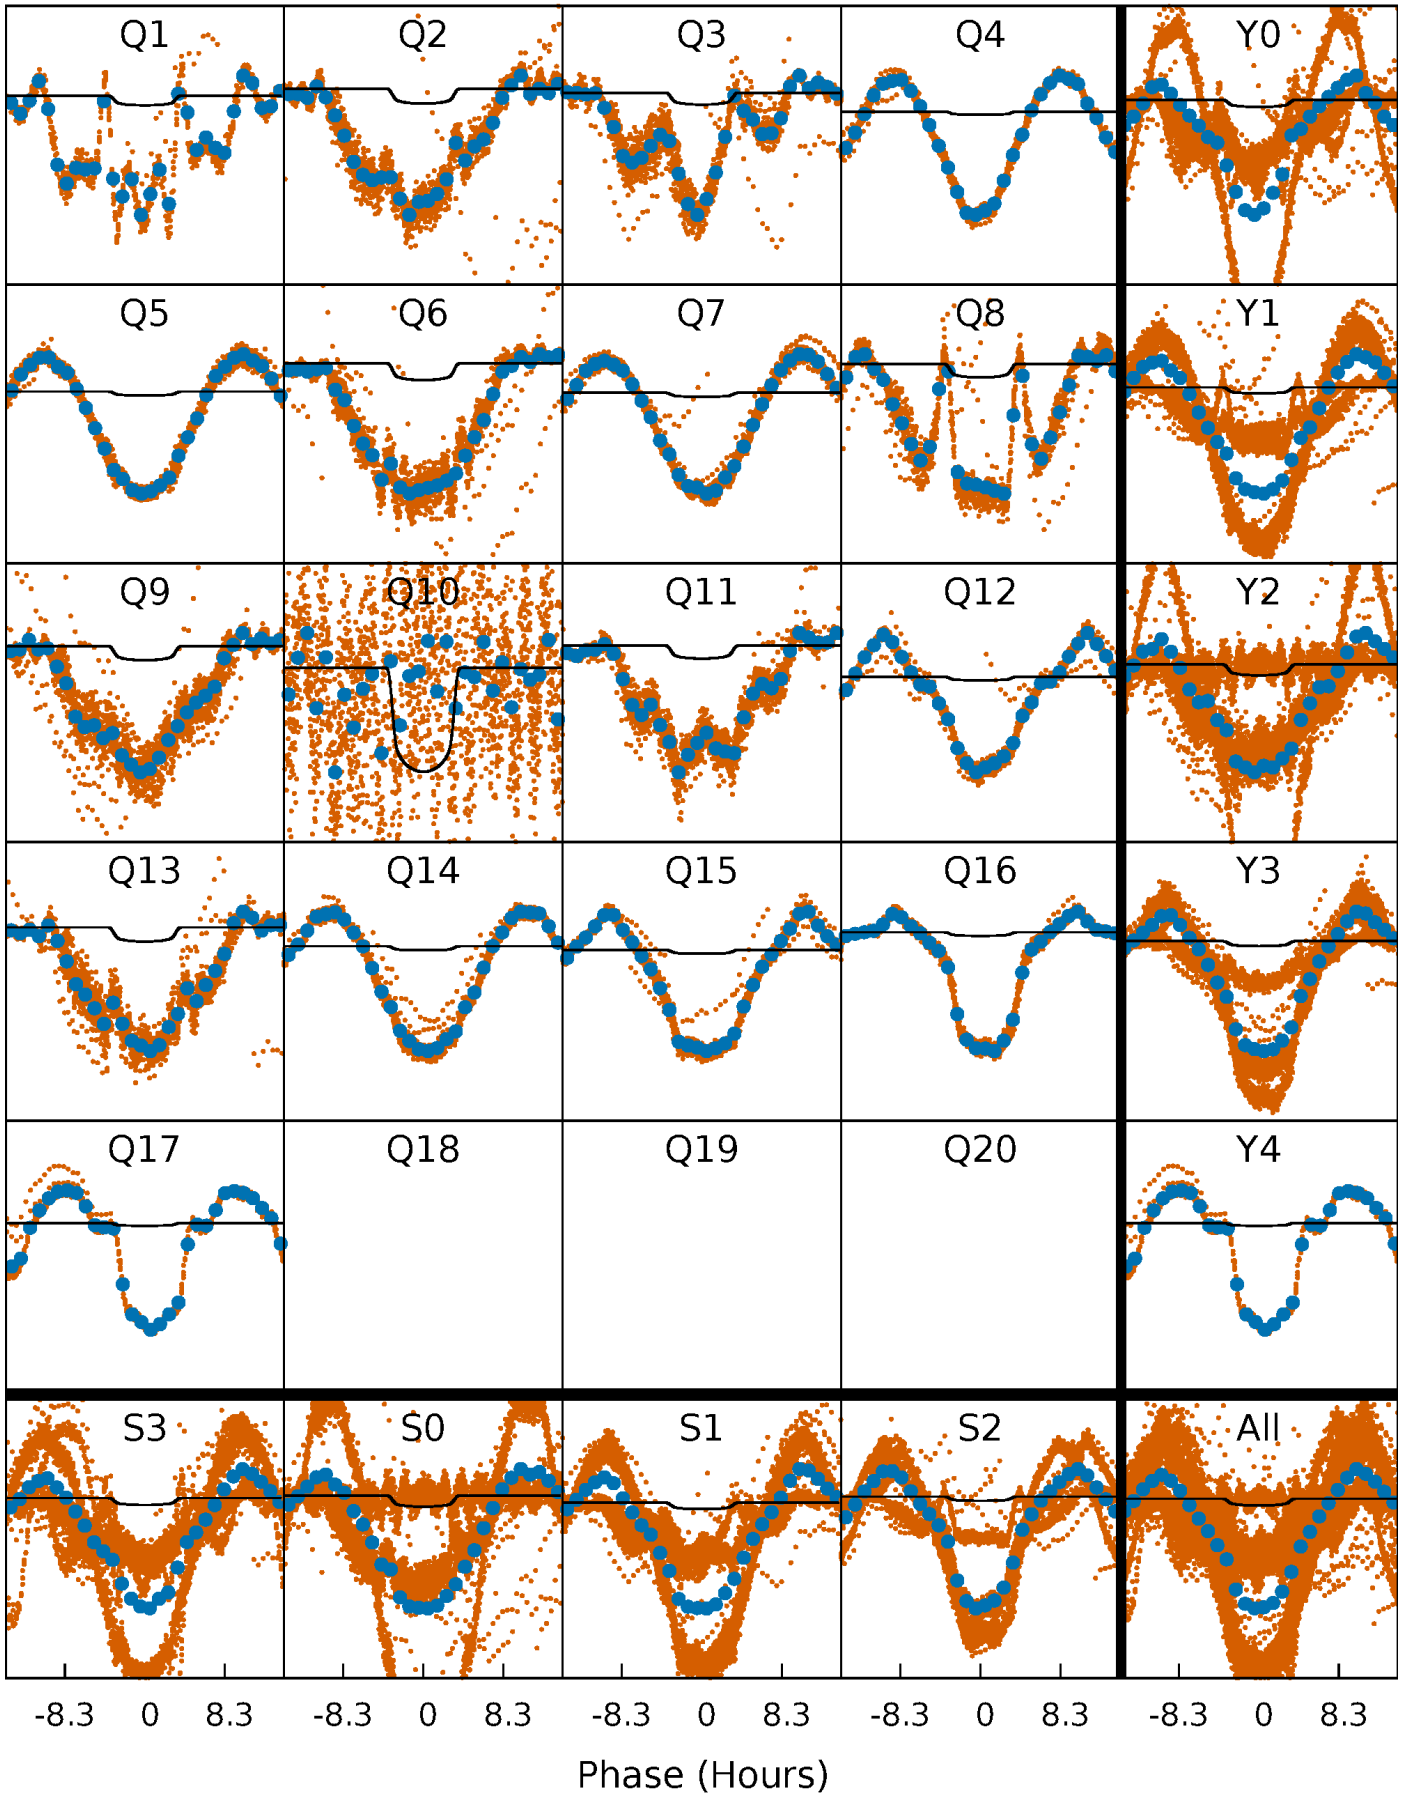 Q1 Q2 Q3 Q4 Y0
Q5 Q6 Q7 Q8 Y1
Q9 Q10 Q11 Q12 Y2
Q13 Q14 Q15 Q16 Y3
Q17 Q18 Q19 Q20 Y4
S3 S0 S1 S2 All
-8.3 0 8.3 -8.3 0 8.3 -8.3 0 8.3 -8.3 0 8.3 -8.3 0 8.3
Phase (Hours)